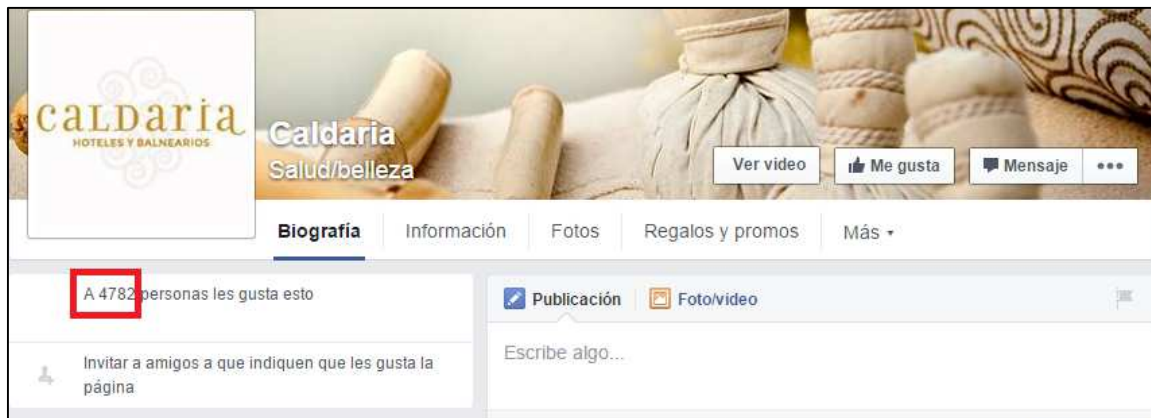 CALDARIA
HOTELES Y BALNEARIOS
Caldaria
Salud/belleza
Ver video
Me gusta
Mensaje
Biografía Información Fotos Regalos y promos Más
A 4782 personas les gusta esto
Invitar a amigos a que indiquen que les gusta la
página
Publicación Foto/video
Escribe algo...